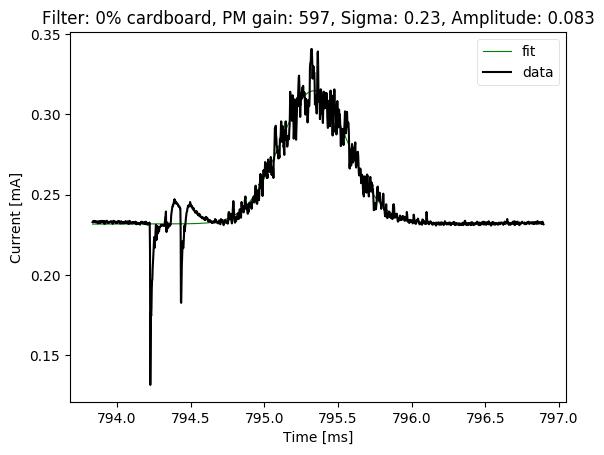 Filter: 0% cardboard, PM gain: 597, Sigma: 0.23, Amplitude: 0.083
0.35
fit
data
0.30
0.25
0.20
0.15
Current [mA]
794.0 794.5 795.0 795.5 796.0 796.5 797.0
Time [ms]